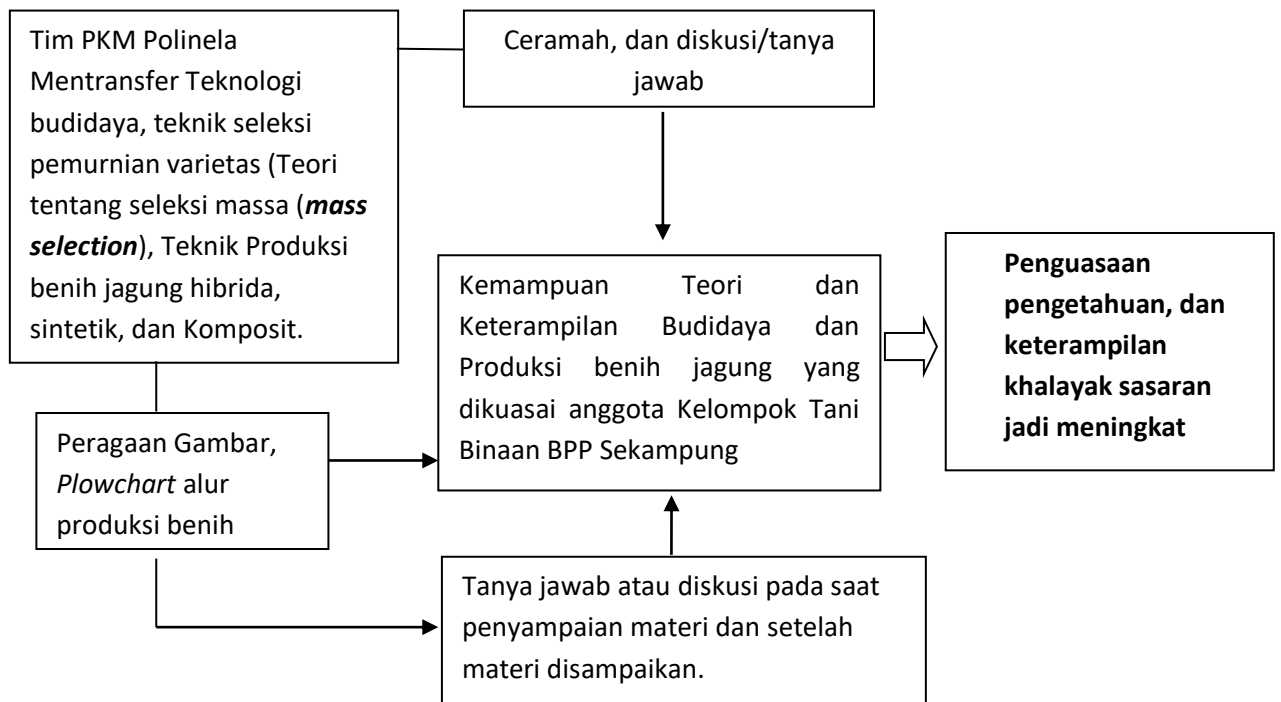 Tim PKM Polinela
Mentransfer Teknologi
budidaya, teknik seleksi
pemurnian varietas (Teori
tentang seleksi massa (mass
selection), Teknik Produksi
benih jagung hibrida,
sintetik, dan Komposit.
Ceramah, dan diskusi/tanya
jawab
Kemampuan Teori dan
Keterampilan Budidaya dan
Produksi benih jagung yang
dikuasai anggota Kelompok Tani
Binaan BPP Sekampung
Penguasaan
pengetahuan, dan
keterampilan
khalayak sasaran
jadi meningkat
Peragaan Gambar,
Plowchart alur
produksi benih
Tanya jawab atau diskusi pada saat
penyampaian materi dan setelah
materi disampaikan.